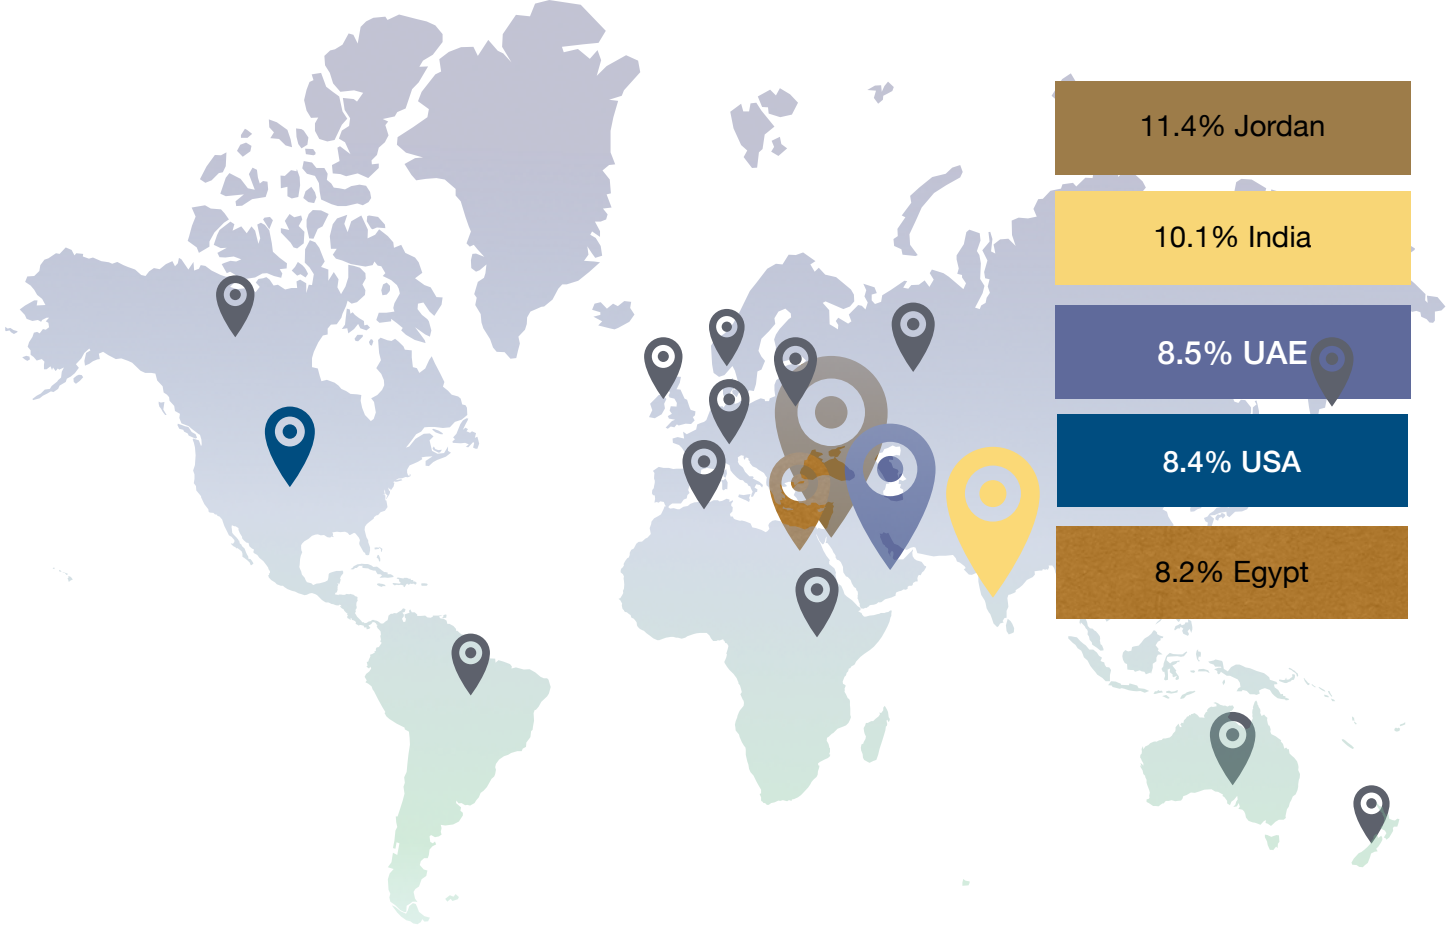 11.4% Jordan
10.1% India
8.5% UAE
8.4% USA
8.2% Egypt